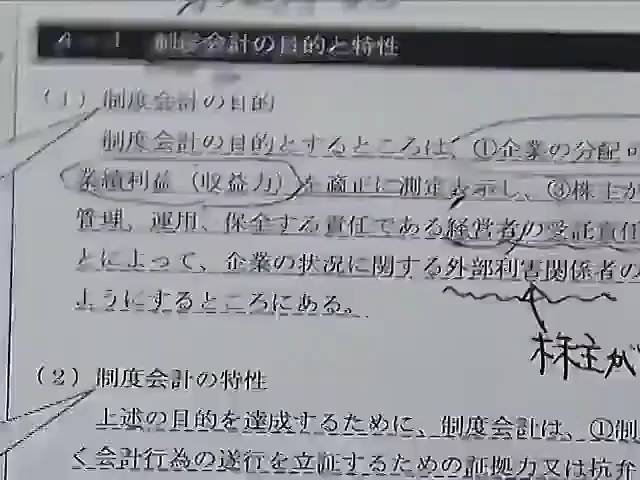 制度会計の目的と特性
(1) 制度会計の目的
制度会計の目的とするところは、①企業の分配可
業績利益（収益力）を適正に測定表示し、③株主が
管理、運用、保全する責任である経営者の受託責任
とによって、企業の状況に関する外部利害関係者の
ようにするところにある。
株主が
(2) 制度会計の特性
上述の目的を達成するために、制度会計は、①制
く会計行為の遂行を立証するための証拠力又は抗弁